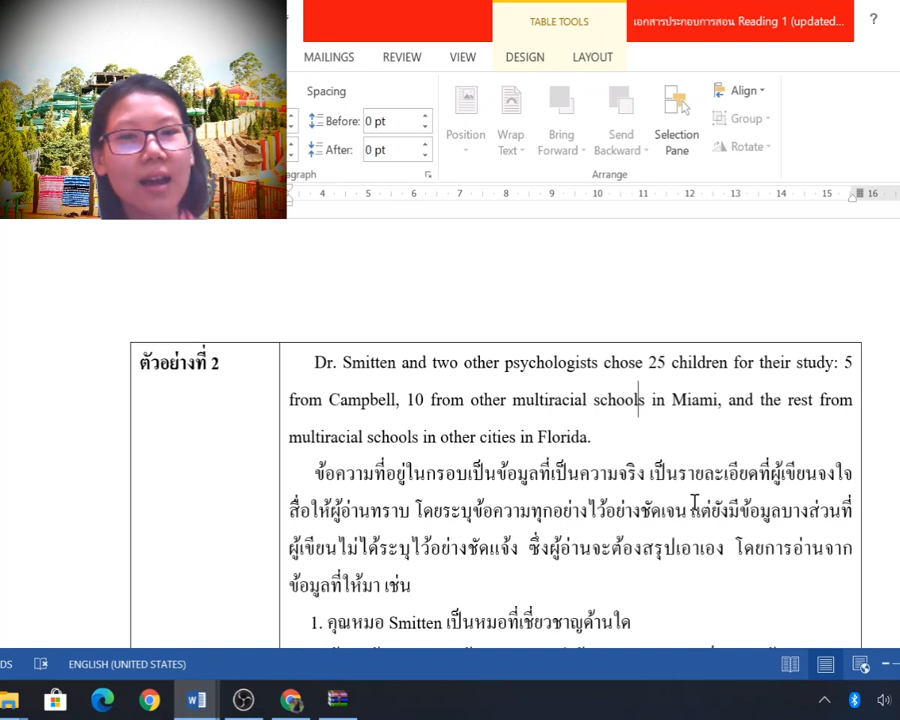 TABLE TOOLS
เอกสารประกอบการสอน Reading 1 (updated...
?
MAILINGS REVIEW VIEW DESIGN LAYOUT
Spacing
Before: 0 pt
After: 0 pt
agraph
Position
Wrap Text
Bring Forward
Send Backward
Selection Pane
Align
Group
Rotate
Arrange
4 5 6 7 8 9 10 11 12 13 14 15 16
ตัวอย่างที่ 2
Dr. Smitten and two other psychologists chose 25 children for their study: 5
from Campbell, 10 from other multiracial schools in Miami, and the rest from
multiracial schools in other cities in Florida.
ข้อความที่อยู่ในกรอบเป็นข้อมูลที่เป็นความจริง เป็นรายละเอียดที่ผู้เขียนจงใจ
สื่อให้ผู้อ่านทราบ โดยระบุข้อความทุกอย่างไว้อย่างชัดเจน แต่ยังมีข้อมูลบางส่วนที่
ผู้เขียนไม่ได้ระบุไว้อย่างชัดแจ้ง ซึ่งผู้อ่านจะต้องสรุปเอาเอง โดยการอ่านจาก
ข้อมูลที่ให้มา เช่น
1. คุณหมอ Smitten เป็นหมอที่เชี่ยวชาญด้านใด
DS ENGLISH (UNITED STATES)